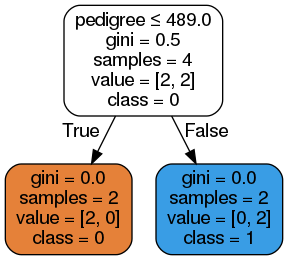 pedigree ≤ 489.0
gini = 0.5
samples = 4
value = [2, 2]
class = 0
True
False
gini = 0.0
samples = 2
value = [2, 0]
class = 0
gini = 0.0
samples = 2
value = [0, 2]
class = 1